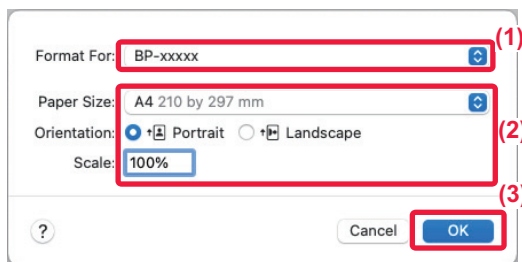 (1)
Format For: BP-xxxxx
Paper Size: A4 210 by 297 mm
Orientation: Portrait Landscape (2)
Scale: 100%
(3)
? Cancel OK